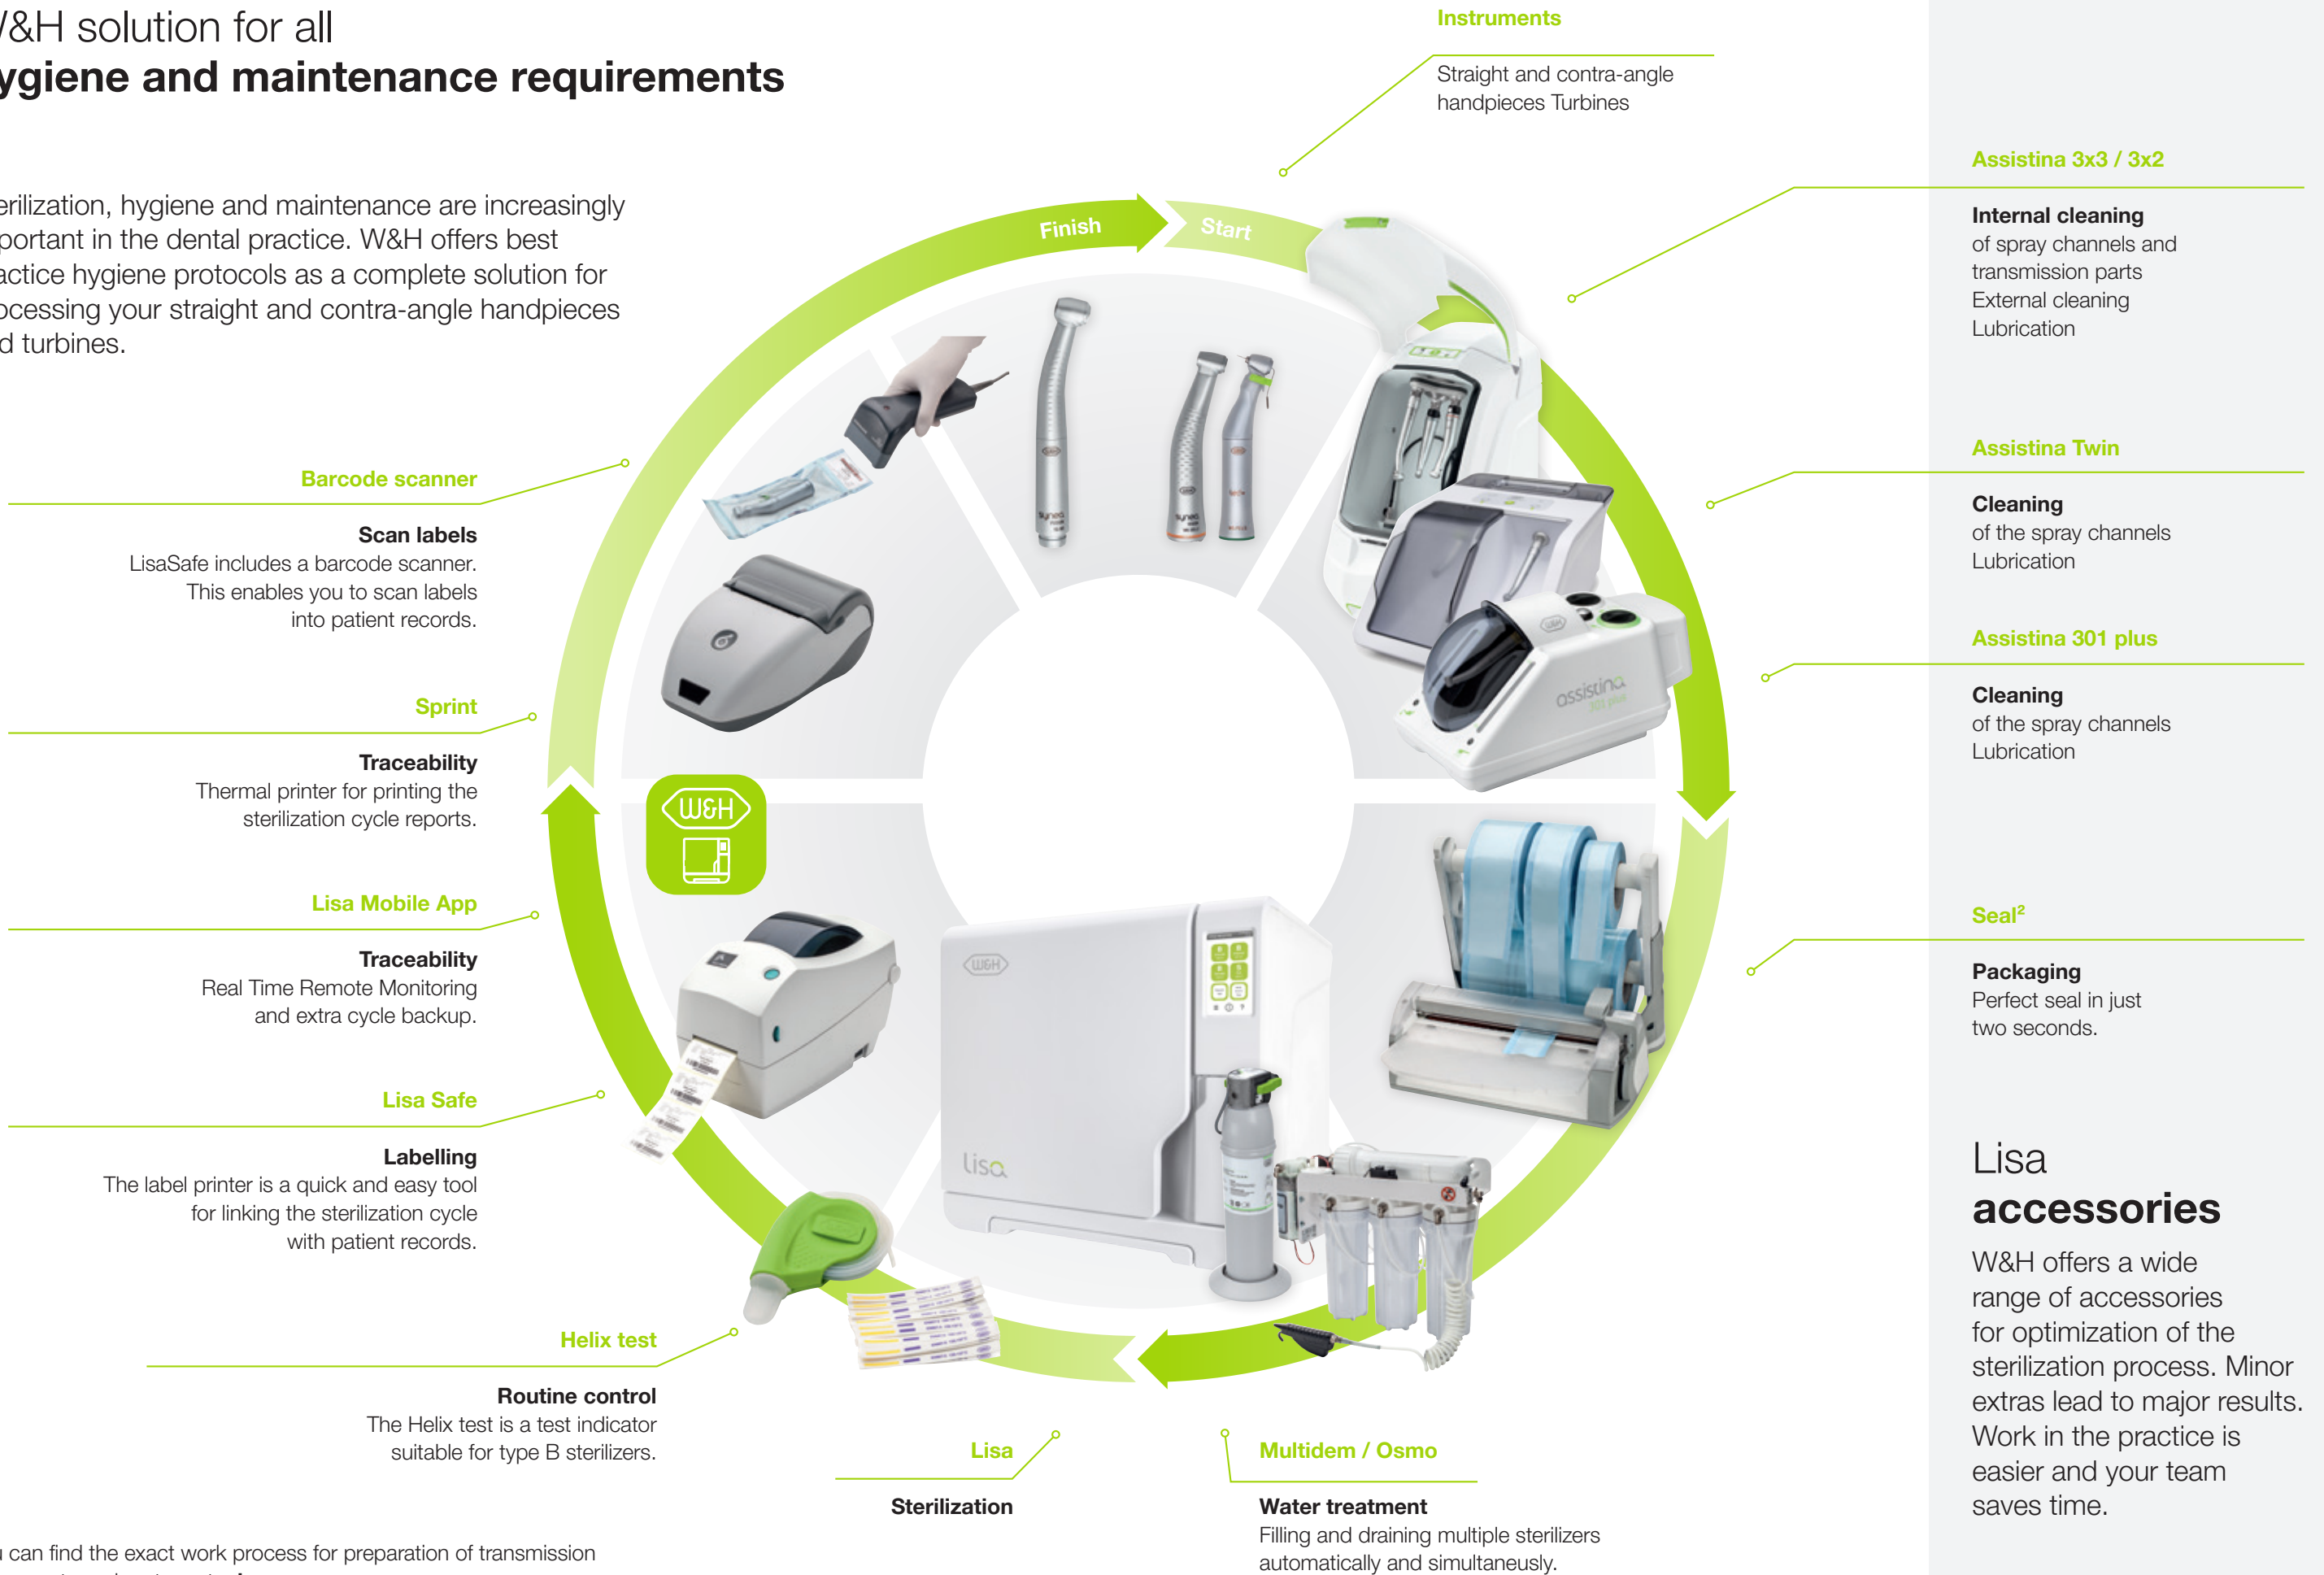 W&H solution for all
ygiene and maintenance requirements
erilization, hygiene and maintenance are increasingly
portant in the dental practice. W&H offers best
actice hygiene protocols as a complete solution for
ocessing your straight and contra-angle handpieces
d turbines.
Instruments
Straight and contra-angle
handpieces Turbines
Finish
Start
Assistina 3x3 / 3x2
Internal cleaning
of spray channels and
transmission parts
External cleaning
Lubrication
Assistina Twin
Cleaning
of the spray channels
Lubrication
Assistina 301 plus
Cleaning
of the spray channels
Lubrication
assistina
301 plus
W&H
Seal²
Packaging
Perfect seal in just
two seconds.
Barcode scanner
Scan labels
LisaSafe includes a barcode scanner.
This enables you to scan labels
into patient records.
Sprint
Traceability
Thermal printer for printing the
sterilization cycle reports.
W&H
Lisa Mobile App
Traceability
Real Time Remote Monitoring
and extra cycle backup.
Lisa Safe
Labelling
The label printer is a quick and easy tool
for linking the sterilization cycle
with patient records.
W&H
Lisa
Helix test
Routine control
The Helix test is a test indicator
suitable for type B sterilizers.
Lisa
Sterilization
Multidem / Osmo
Water treatment
Filling and draining multiple sterilizers
automatically and simultaneusly.
Lisa
accessories
W&H offers a wide
range of accessories
for optimization of the
sterilization process. Minor
extras lead to major results.
Work in the practice is
easier and your team
saves time.
can find the exact work process for preparation of transmission